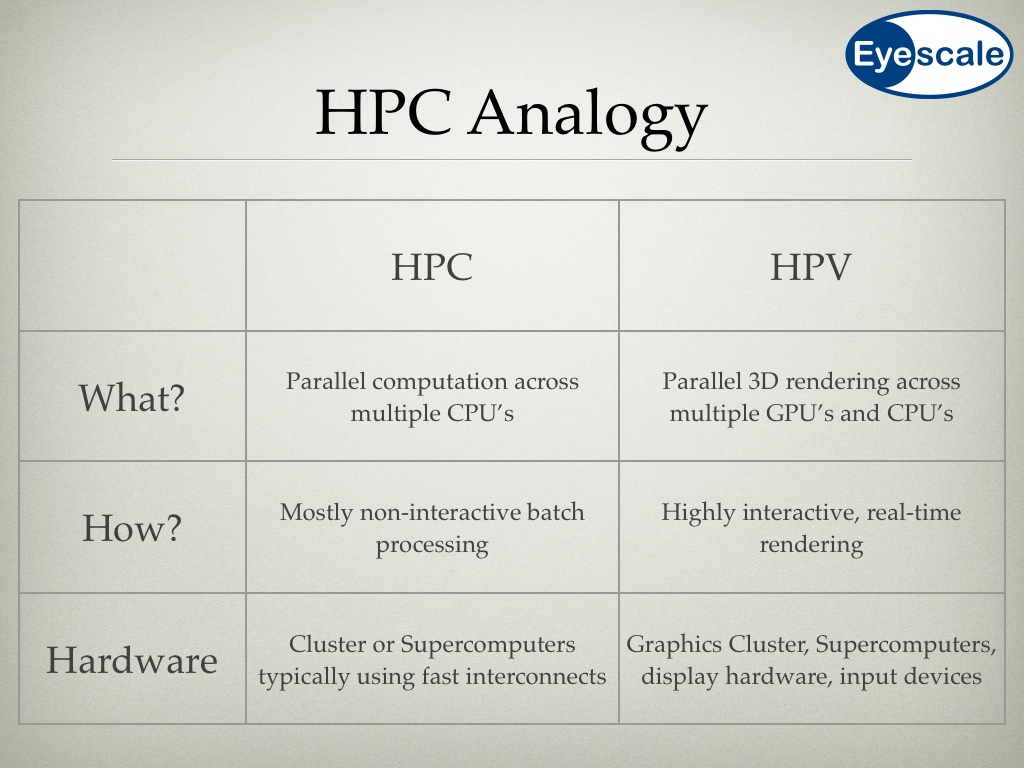 Eyescale
HPC Analogy
HPC
HPV
What?
Parallel computation across
multiple CPU’s
Parallel 3D rendering across
multiple GPU’s and CPU’s
How?
Mostly non-interactive batch
processing
Highly interactive, real-time
rendering
Hardware
Cluster or Supercomputers
typically using fast interconnects
Graphics Cluster, Supercomputers,
display hardware, input devices